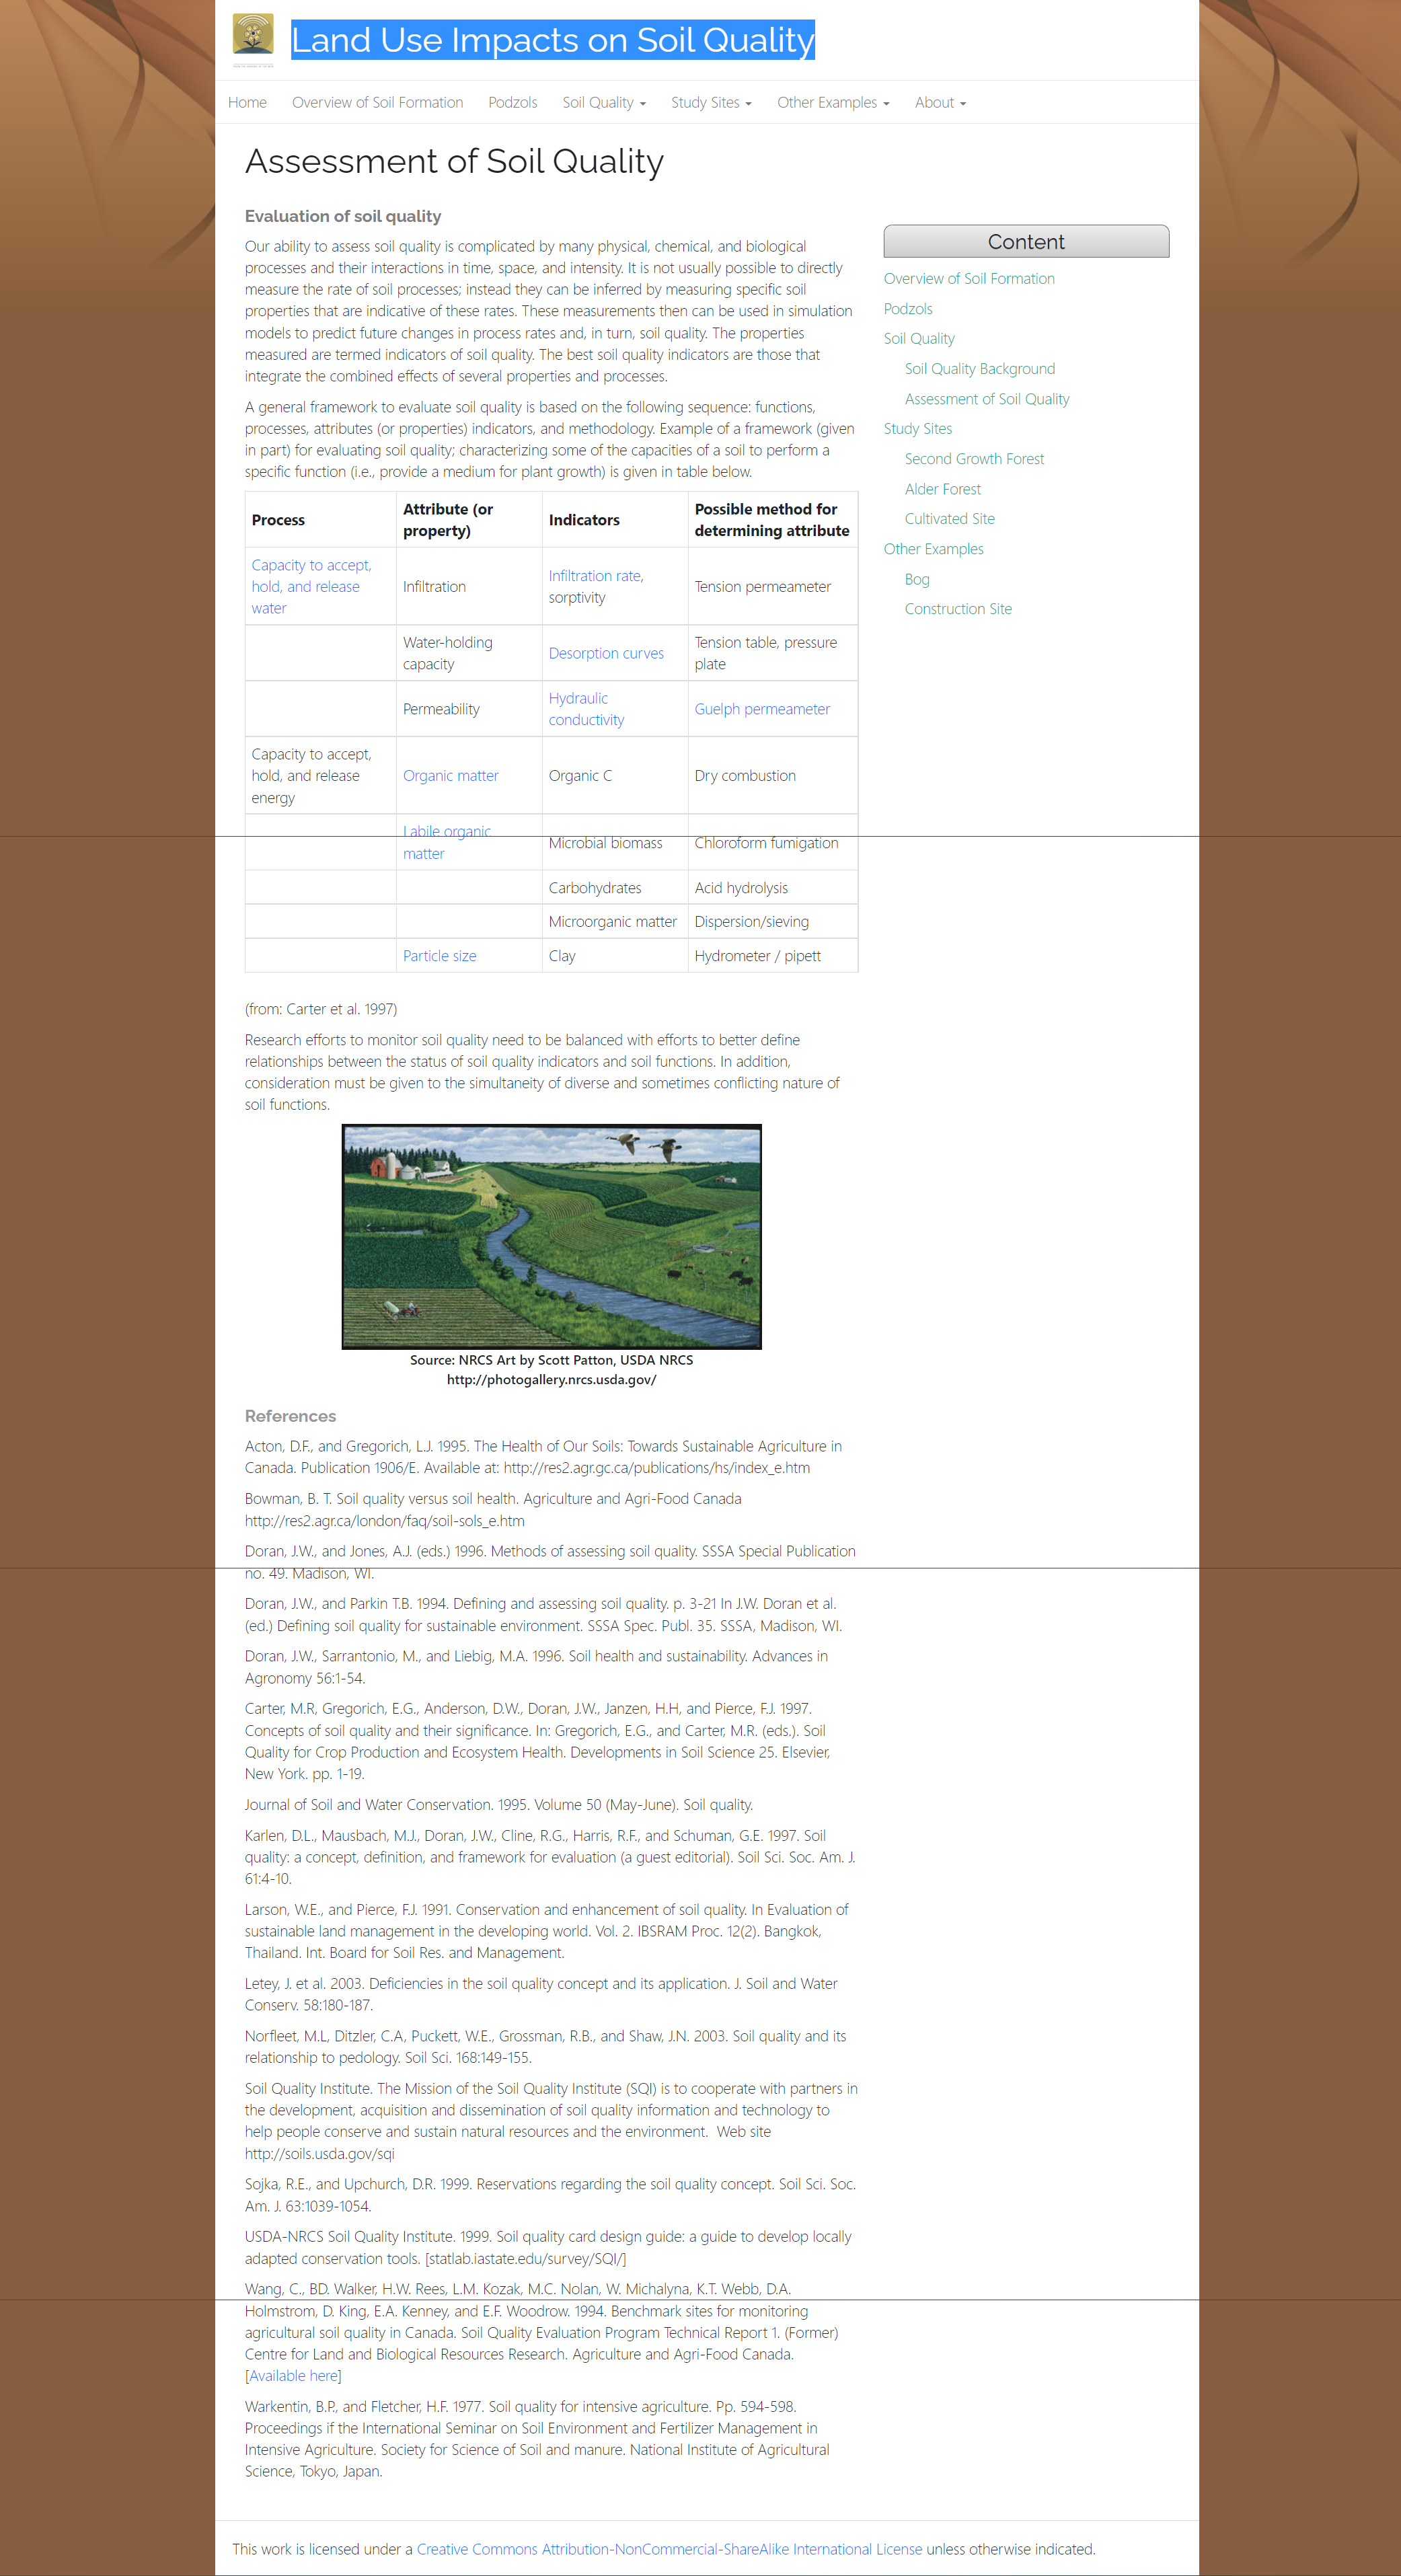 Land Use Impacts on Soil Quality
Home Overview of Soil Formation Podzols Soil Quality Study Sites Other Examples About
Assessment of Soil Quality
Evaluation of soil quality
Our ability to assess soil quality is complicated by many physical, chemical, and biological
processes and their interactions in time, space, and intensity. It is not usually possible to directly
measure the rate of soil processes; instead they can be inferred by measuring specific soil
properties that are indicative of these rates. These measurements then can be used in simulation
models to predict future changes in process rates and, in turn, soil quality. The properties
measured are termed indicators of soil quality. The best soil quality indicators are those that
integrate the combined effects of several properties and processes.
A general framework to evaluate soil quality is based on the following sequence: functions,
processes, attributes (or properties) indicators, and methodology. Example of a framework (given
in part) for evaluating soil quality; characterizing some of the capacities of a soil to perform a
specific function (i.e., provide a medium for plant growth) is given in table below.
Process
Attribute (or
property)
Indicators
Possible method for
determining attribute
Capacity to accept,
hold, and release
water
Infiltration
Infiltration rate,
sorptivity
Tension permeameter
Water-holding
capacity
Desorption curves
Tension table, pressure
plate
Permeability
Hydraulic
conductivity
Guelph permeameter
Capacity to accept,
hold, and release
energy
Organic matter
Organic C
Dry combustion
Labile organic
matter
Microbial biomass
Chloroform fumigation
Carbohydrates
Acid hydrolysis
Microorganic matter
Dispersion/sieving
Particle size
Clay
Hydrometer / pipett
(from: Carter et al. 1997)
Research efforts to monitor soil quality need to be balanced with efforts to better define
relationships between the status of soil quality indicators and soil functions. In addition,
consideration must be given to the simultaneity of diverse and sometimes conflicting nature of
soil functions.
Source: NRCS Art by Scott Patton, USDA NRCS
http://photogallery.nrcs.usda.gov/
References
Acton, D.F., and Gregorich, L.J. 1995. The Health of Our Soils: Towards Sustainable Agriculture in
Canada. Publication 1906/E. Available at: http://res2.agr.gc.ca/publications/hs/index_e.htm
Bowman, B. T. Soil quality versus soil health. Agriculture and Agri-Food Canada
http://res2.agr.ca/london/faq/soil-sols_e.htm
Doran, J.W., and Jones, A.J. (eds.) 1996. Methods of assessing soil quality. SSSA Special Publication
no. 49. Madison, WI.
Doran, J.W., and Parkin T.B. 1994. Defining and assessing soil quality. p. 3-21 In J.W. Doran et al.
(ed.) Defining soil quality for sustainable environment. SSSA Spec. Publ. 35. SSSA, Madison, WI.
Doran, J.W., Sarrantonio, M., and Liebig, M.A. 1996. Soil health and sustainability. Advances in
Agronomy 56:1-54.
Carter, M.R, Gregorich, E.G., Anderson, D.W., Doran, J.W., Janzen, H.H, and Pierce, F.J. 1997.
Concepts of soil quality and their significance. In: Gregorich, E.G., and Carter, M.R. (eds.). Soil
Quality for Crop Production and Ecosystem Health. Developments in Soil Science 25. Elsevier,
New York. pp. 1-19.
Journal of Soil and Water Conservation. 1995. Volume 50 (May-June). Soil quality.
Karlen, D.L., Mausbach, M.J., Doran, J.W., Cline, R.G., Harris, R.F., and Schuman, G.E. 1997. Soil
quality: a concept, definition, and framework for evaluation (a guest editorial). Soil Sci. Soc. Am. J.
61:4-10.
Larson, W.E., and Pierce, F.J. 1991. Conservation and enhancement of soil quality. In Evaluation of
sustainable land management in the developing world. Vol. 2. IBSRAM Proc. 12(2). Bangkok,
Thailand. Int. Board for Soil Res. and Management.
Letey, J. et al. 2003. Deficiencies in the soil quality concept and its application. J. Soil and Water
Conserv. 58:180-187.
Norfleet, M.L, Ditzler, C.A, Puckett, W.E., Grossman, R.B., and Shaw, J.N. 2003. Soil quality and its
relationship to pedology. Soil Sci. 168:149-155.
Soil Quality Institute. The Mission of the Soil Quality Institute (SQI) is to cooperate with partners in
the development, acquisition and dissemination of soil quality information and technology to
help people conserve and sustain natural resources and the environment. Web site
http://soils.usda.gov/sqi
Sojka, R.E., and Upchurch, D.R. 1999. Reservations regarding the soil quality concept. Soil Sci. Soc.
Am. J. 63:1039-1054.
USDA-NRCS Soil Quality Institute. 1999. Soil quality card design guide: a guide to develop locally
adapted conservation tools. [statlab.iastate.edu/survey/SQI/]
Wang, C., BD. Walker, H.W. Rees, L.M. Kozak, M.C. Nolan, W. Michalyna, K.T. Webb, D.A.
Holmstrom, D. King, E.A. Kenney, and E.F. Woodrow. 1994. Benchmark sites for monitoring
agricultural soil quality in Canada. Soil Quality Evaluation Program Technical Report 1. (Former)
Centre for Land and Biological Resources Research. Agriculture and Agri-Food Canada.
[Available here]
Warkentin, B.P., and Fletcher, H.F. 1977. Soil quality for intensive agriculture. Pp. 594-598.
Proceedings if the International Seminar on Soil Environment and Fertilizer Management in
Intensive Agriculture. Society for Science of Soil and manure. National Institute of Agricultural
Science, Tokyo, Japan.
Content
Overview of Soil Formation
Podzols
Soil Quality
Soil Quality Background
Assessment of Soil Quality
Study Sites
Second Growth Forest
Alder Forest
Cultivated Site
Other Examples
Bog
Construction Site
This work is licensed under a Creative Commons Attribution-NonCommercial-ShareAlike International License unless otherwise indicated.